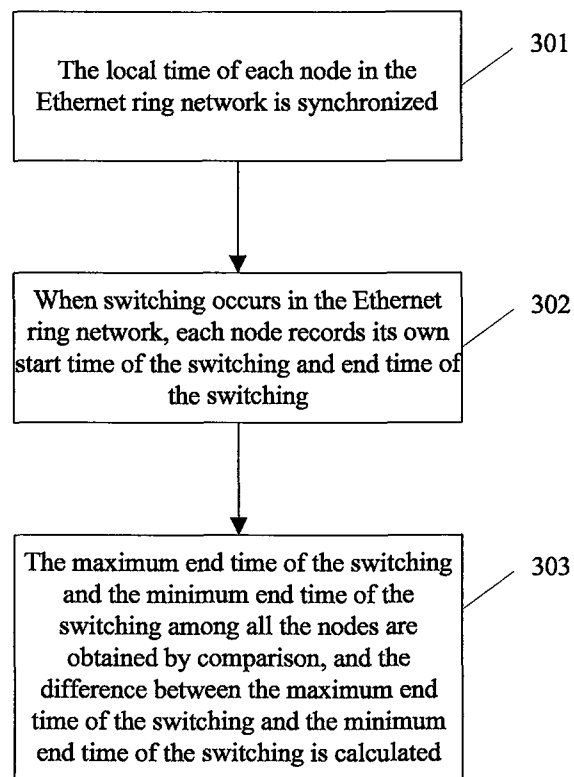 The local time of each node in the
Ethernet ring network is synchronized
301
When switching occurs in the Ethernet
ring network, each node records its own
start time of the switching and end time of
the switching
302
The maximum end time of the switching
and the minimum end time of the
switching among all the nodes are
obtained by comparison, and the
difference between the maximum end
time of the switching and the minimum
end time of the switching is calculated
303